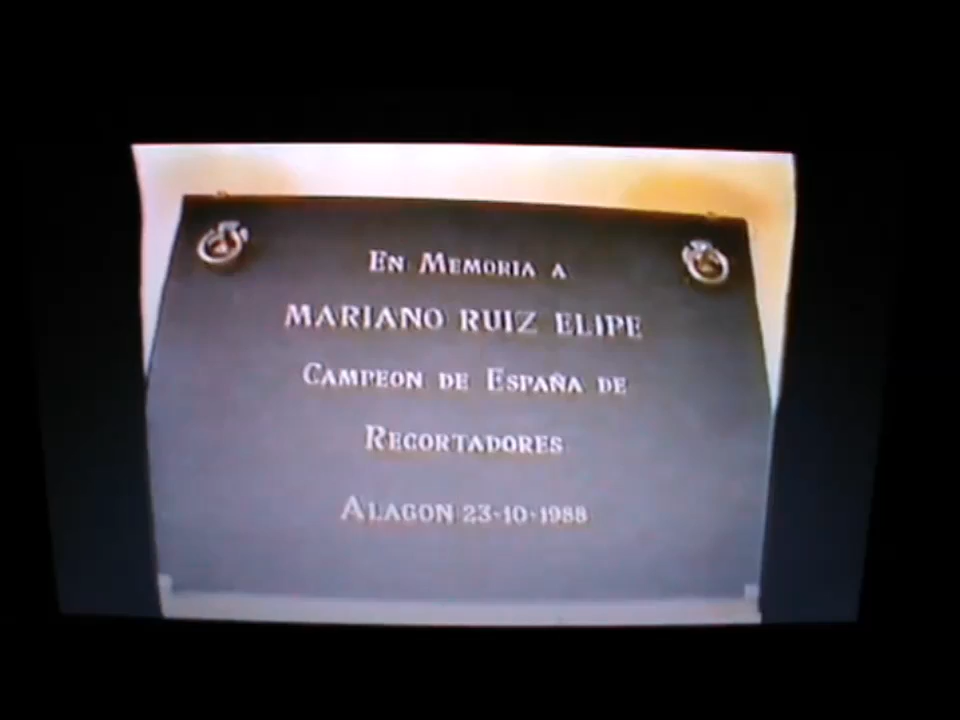 En Memoria a
MARIANO RUIZ ELIPE
Campeon de España de
Recortadores
Alagon 23-10-1988